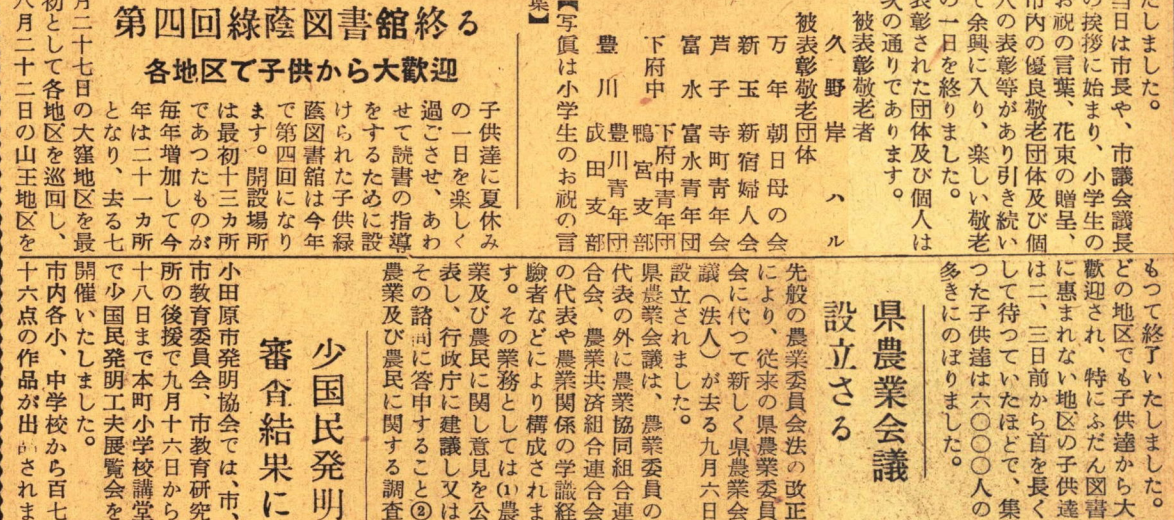 たしました。
当日は市長や、市議会議長
の挨拶に始まり、小学生の
お祝の言葉、花束の贈呈、
市内の優良敬老団体及び個
人の表彰等があり引き続い
て余興に入り、楽しい敬老
の一日を終りました。
表彰された団体及び個人は
次の通りであります。
被表彰敬老者
久野 岸ハル
被表彰敬老団体
万年 朝日母の会
新玉 新宿婦人会
芦子 寺町青年会
富水 富水青年団
下府中 下府中青年団
鴨宮支部
豊川 豊川青年団
成田支部
【写真は小学生のお祝の言
葉】
第四回綠蔭図書舘終る
各地区で子供から大歡迎
子供達に夏休み
の一日を楽しく
過ごさせ、あわ
せて読書の指導
をするために設
けられた子供緑
蔭図書舘は今年
で第四回になり
ます。開設場所
は最初十三カ所
であつたものが
毎年増加して今
年は二十一カ所
となり、去る七
月二十七日の大窪地区を最
初として各地区を巡回し、
八月二十二日の山王地区を
もつて終了いたしました。
どの地区でも子供達から大
歡迎され、特にふだん図書
に惠まれない地区の子供達
は二、三日前から首を長く
して待つていたほどで、集
つた子供達は六〇〇〇人の
多きにのぼりました。
県農業会議
設立さる
先般の農業委員会法の改正
により、従来の県農業委員
会に代つて新しく県農業会
議（法人）が去る九月六日
設立されました。
県農業会議は、農業委員の
代表の外に農業協同組合連
合会、農業共済組合連合会
の代表や農業関係の学識経
験者などにより構成されま
す。その業務としては⑴農
業及び農民に関し意見を公
表し、行政庁に建議し又は
その諮問に答申すること②
農業及び農民に関する調査
少国民発明
審査結果に
小田原市発明協会では、市、
市教育委員会、市教育研究
所の後援で九月十六日から
十八日まで本町小学校講堂
で少国民発明工夫展覧会を
開催いたしました。
市内各小、中学校から百七
十六点の作品が出品されま